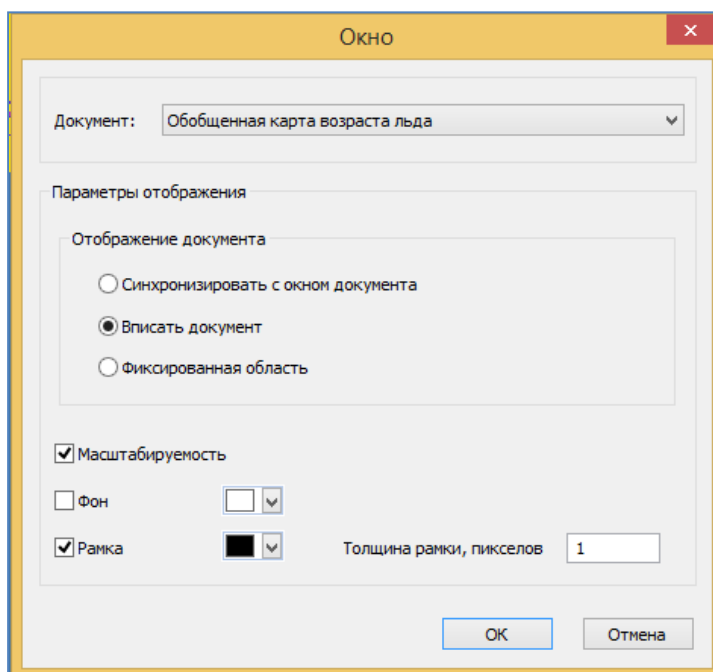 Окно
Документ: Обобщенная карта возраста льда
Параметры отображения
Отображение документа
Синхронизировать с окном документа
Вписать документ
Фиксированная область
Масштабируемость
Фон
Рамка Толщина рамки, пикселов 1
ОК Отмена